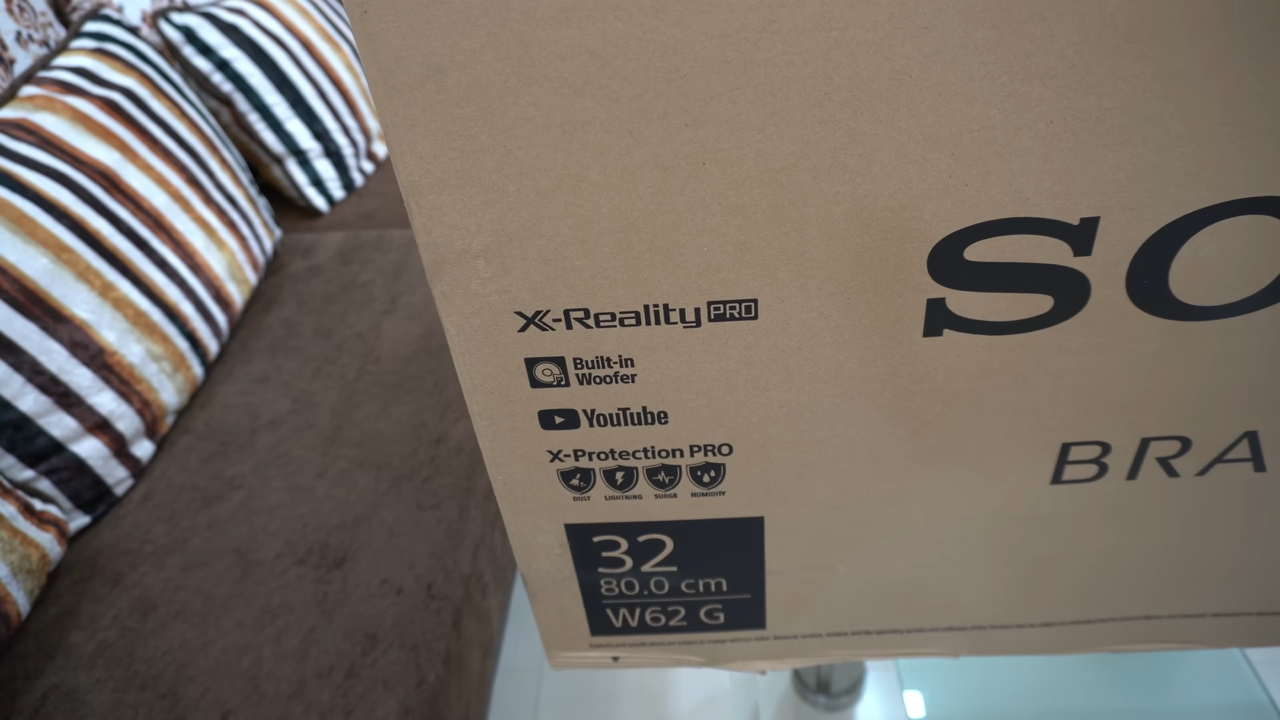 X-Reality PRO
Built-in
Woofer
YouTube
X-Protection PRO
DUST LIGHTNING SURGE HUMIDITY
32
80.0 cm
W62 G
SO
BRA